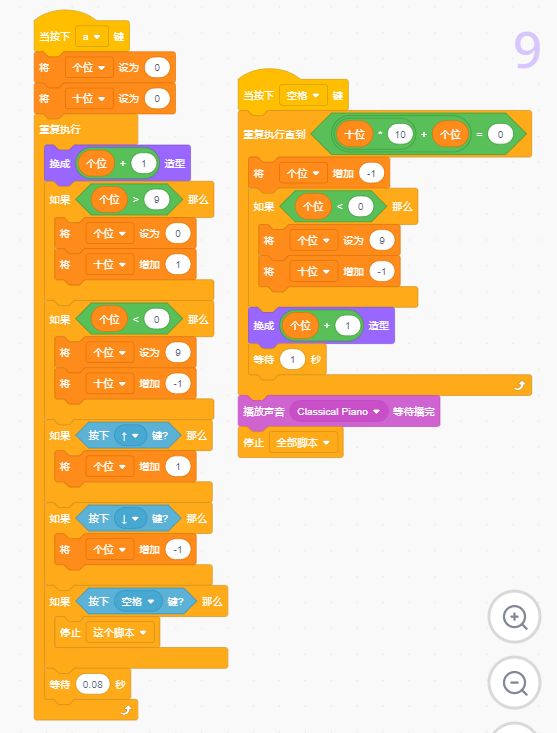 当按下 a 键
将 个位 设为 0
将 十位 设为 0
重复执行
换成 个位 + 1 造型
如果 个位 > 9 那么
将 个位 设为 0
将 十位 增加 1
如果 个位 < 0 那么
将 个位 设为 9
将 十位 增加 -1
如果 按下 ↑ 键? 那么
将 个位 增加 1
如果 按下 ↓ 键? 那么
将 个位 增加 -1
如果 按下 空格 键? 那么
停止 这个脚本
等待 0.08 秒
9
当按下 空格 键
重复执行直到 十位 * 10 + 个位 = 0
将 个位 增加 -1
如果 个位 < 0 那么
将 个位 设为 9
将 十位 增加 -1
换成 个位 + 1 造型
等待 1 秒
播放声音 Classical Piano 等待播完
停止 全部脚本